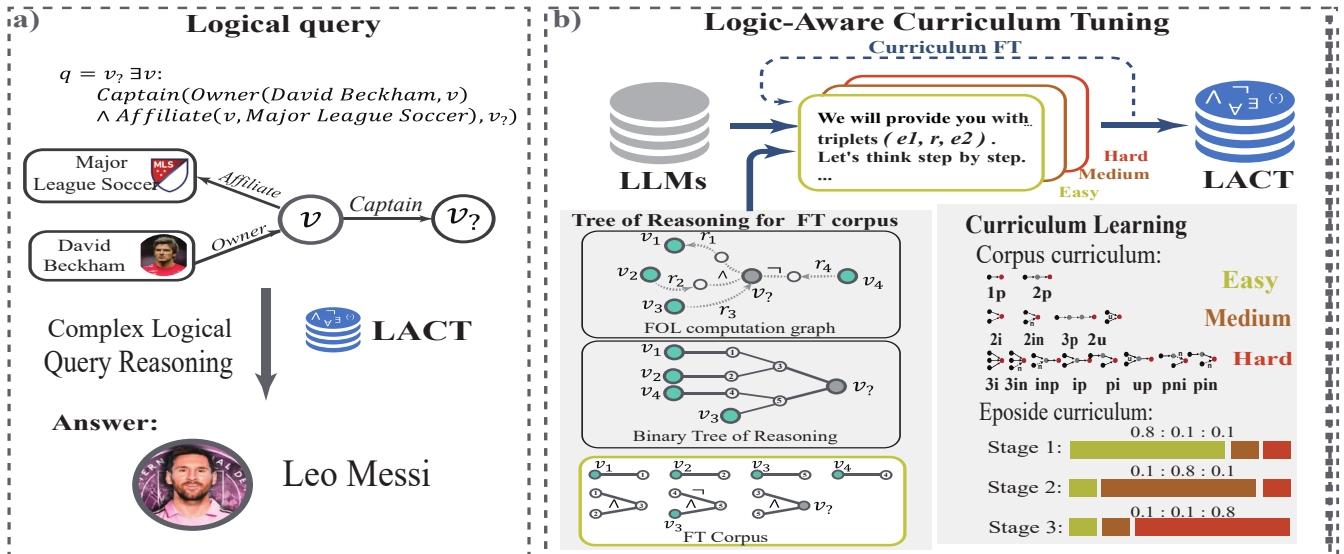 a)
Logical query
q = v? ∃v:
Captain(Owner(David Beckham, v)
∧ Affiliate(v, Major League Soccer), v?)
Major
League Soccer
MLS
Affiliate
David
Beckham
Owner
v
Captain
v?
Complex Logical
Query Reasoning
LACT
Answer:
Leo Messi
b)
Logic-Aware Curriculum Tuning
Curriculum FT
LLMs
We will provide you with
...
triplets ( e1, r, e2 ) .
Let's think step by step.
...
Hard
Medium
Easy
LACT
Tree of Reasoning for FT corpus
v1
r1
v2
r2
∧
¬
r4
v4
v?
v3
r3
FOL computation graph
v1
1
v2
2
3
v?
v4
4
5
v3
Binary Tree of Reasoning
v1
1
v2
2
v3
5
v4
4
1
∧
3
2
4
¬
∧
5
v3
3
∧
v?
5
FT Corpus
Curriculum Learning
Corpus curriculum:
1p 2p
Easy
2i 2in 3p 2u
Medium
3i 3in inp ip pi up pni pin
Hard
Eposide curriculum:
0.8 : 0.1 : 0.1
Stage 1:
0.1 : 0.8 : 0.1
Stage 2:
0.1 : 0.1 : 0.8
Stage 3: